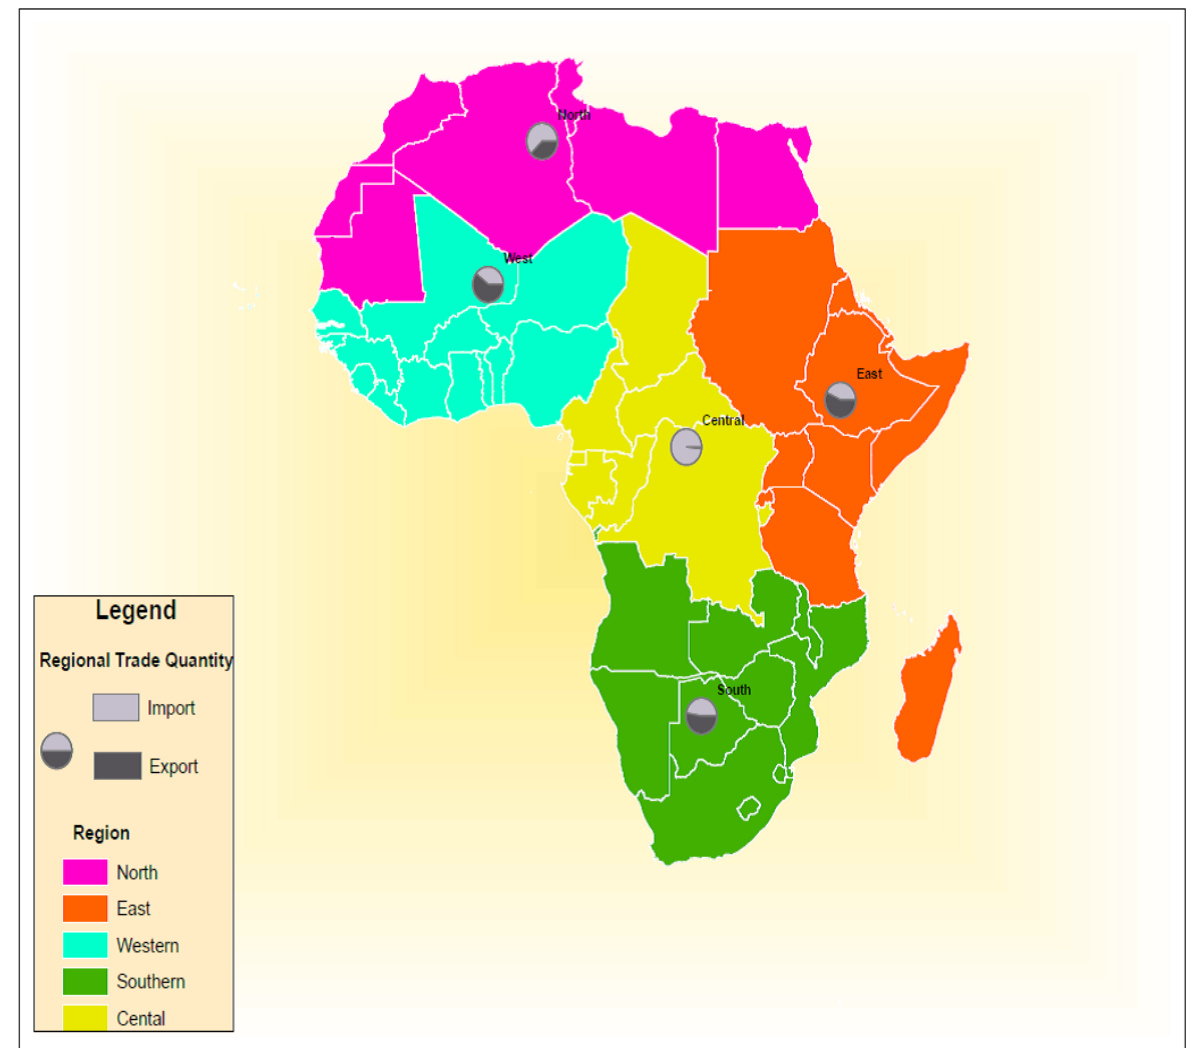 North
West
East
Central
South
Legend
Regional Trade Quantity
Import
Export
Region
North
East
Western
Southern
Cental